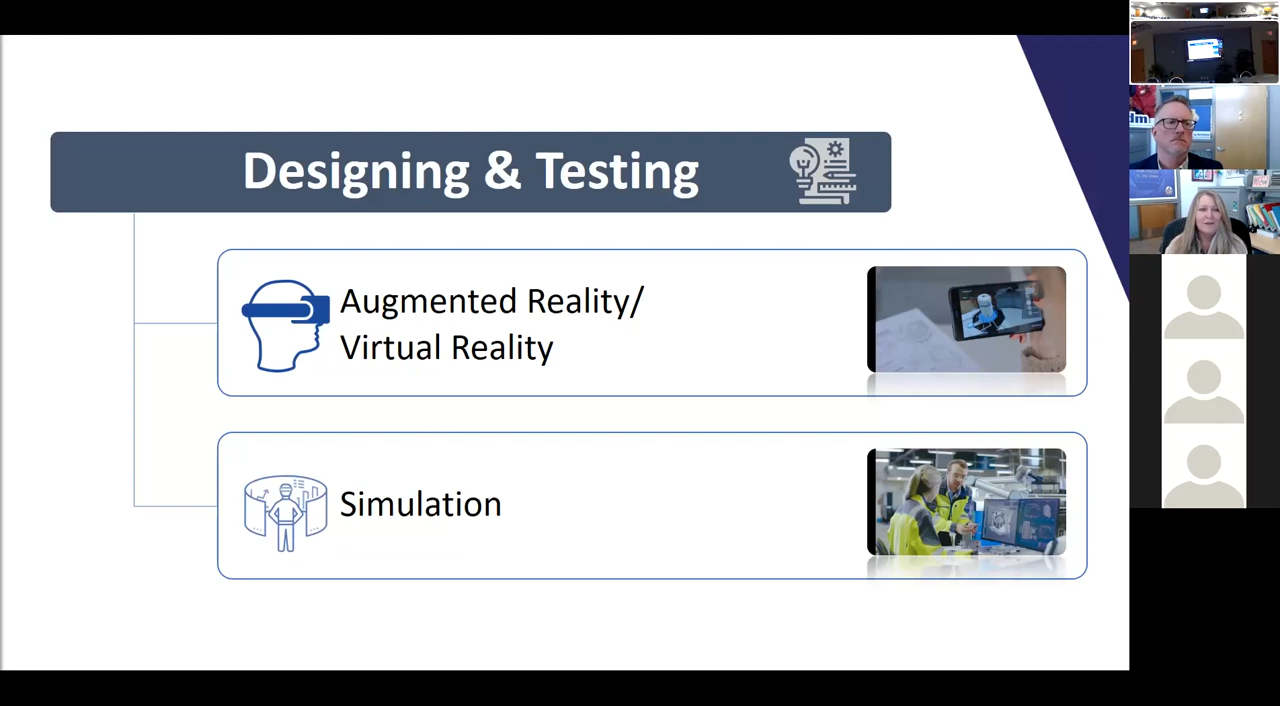 Designing & Testing
Augmented Reality/
Virtual Reality
Simulation